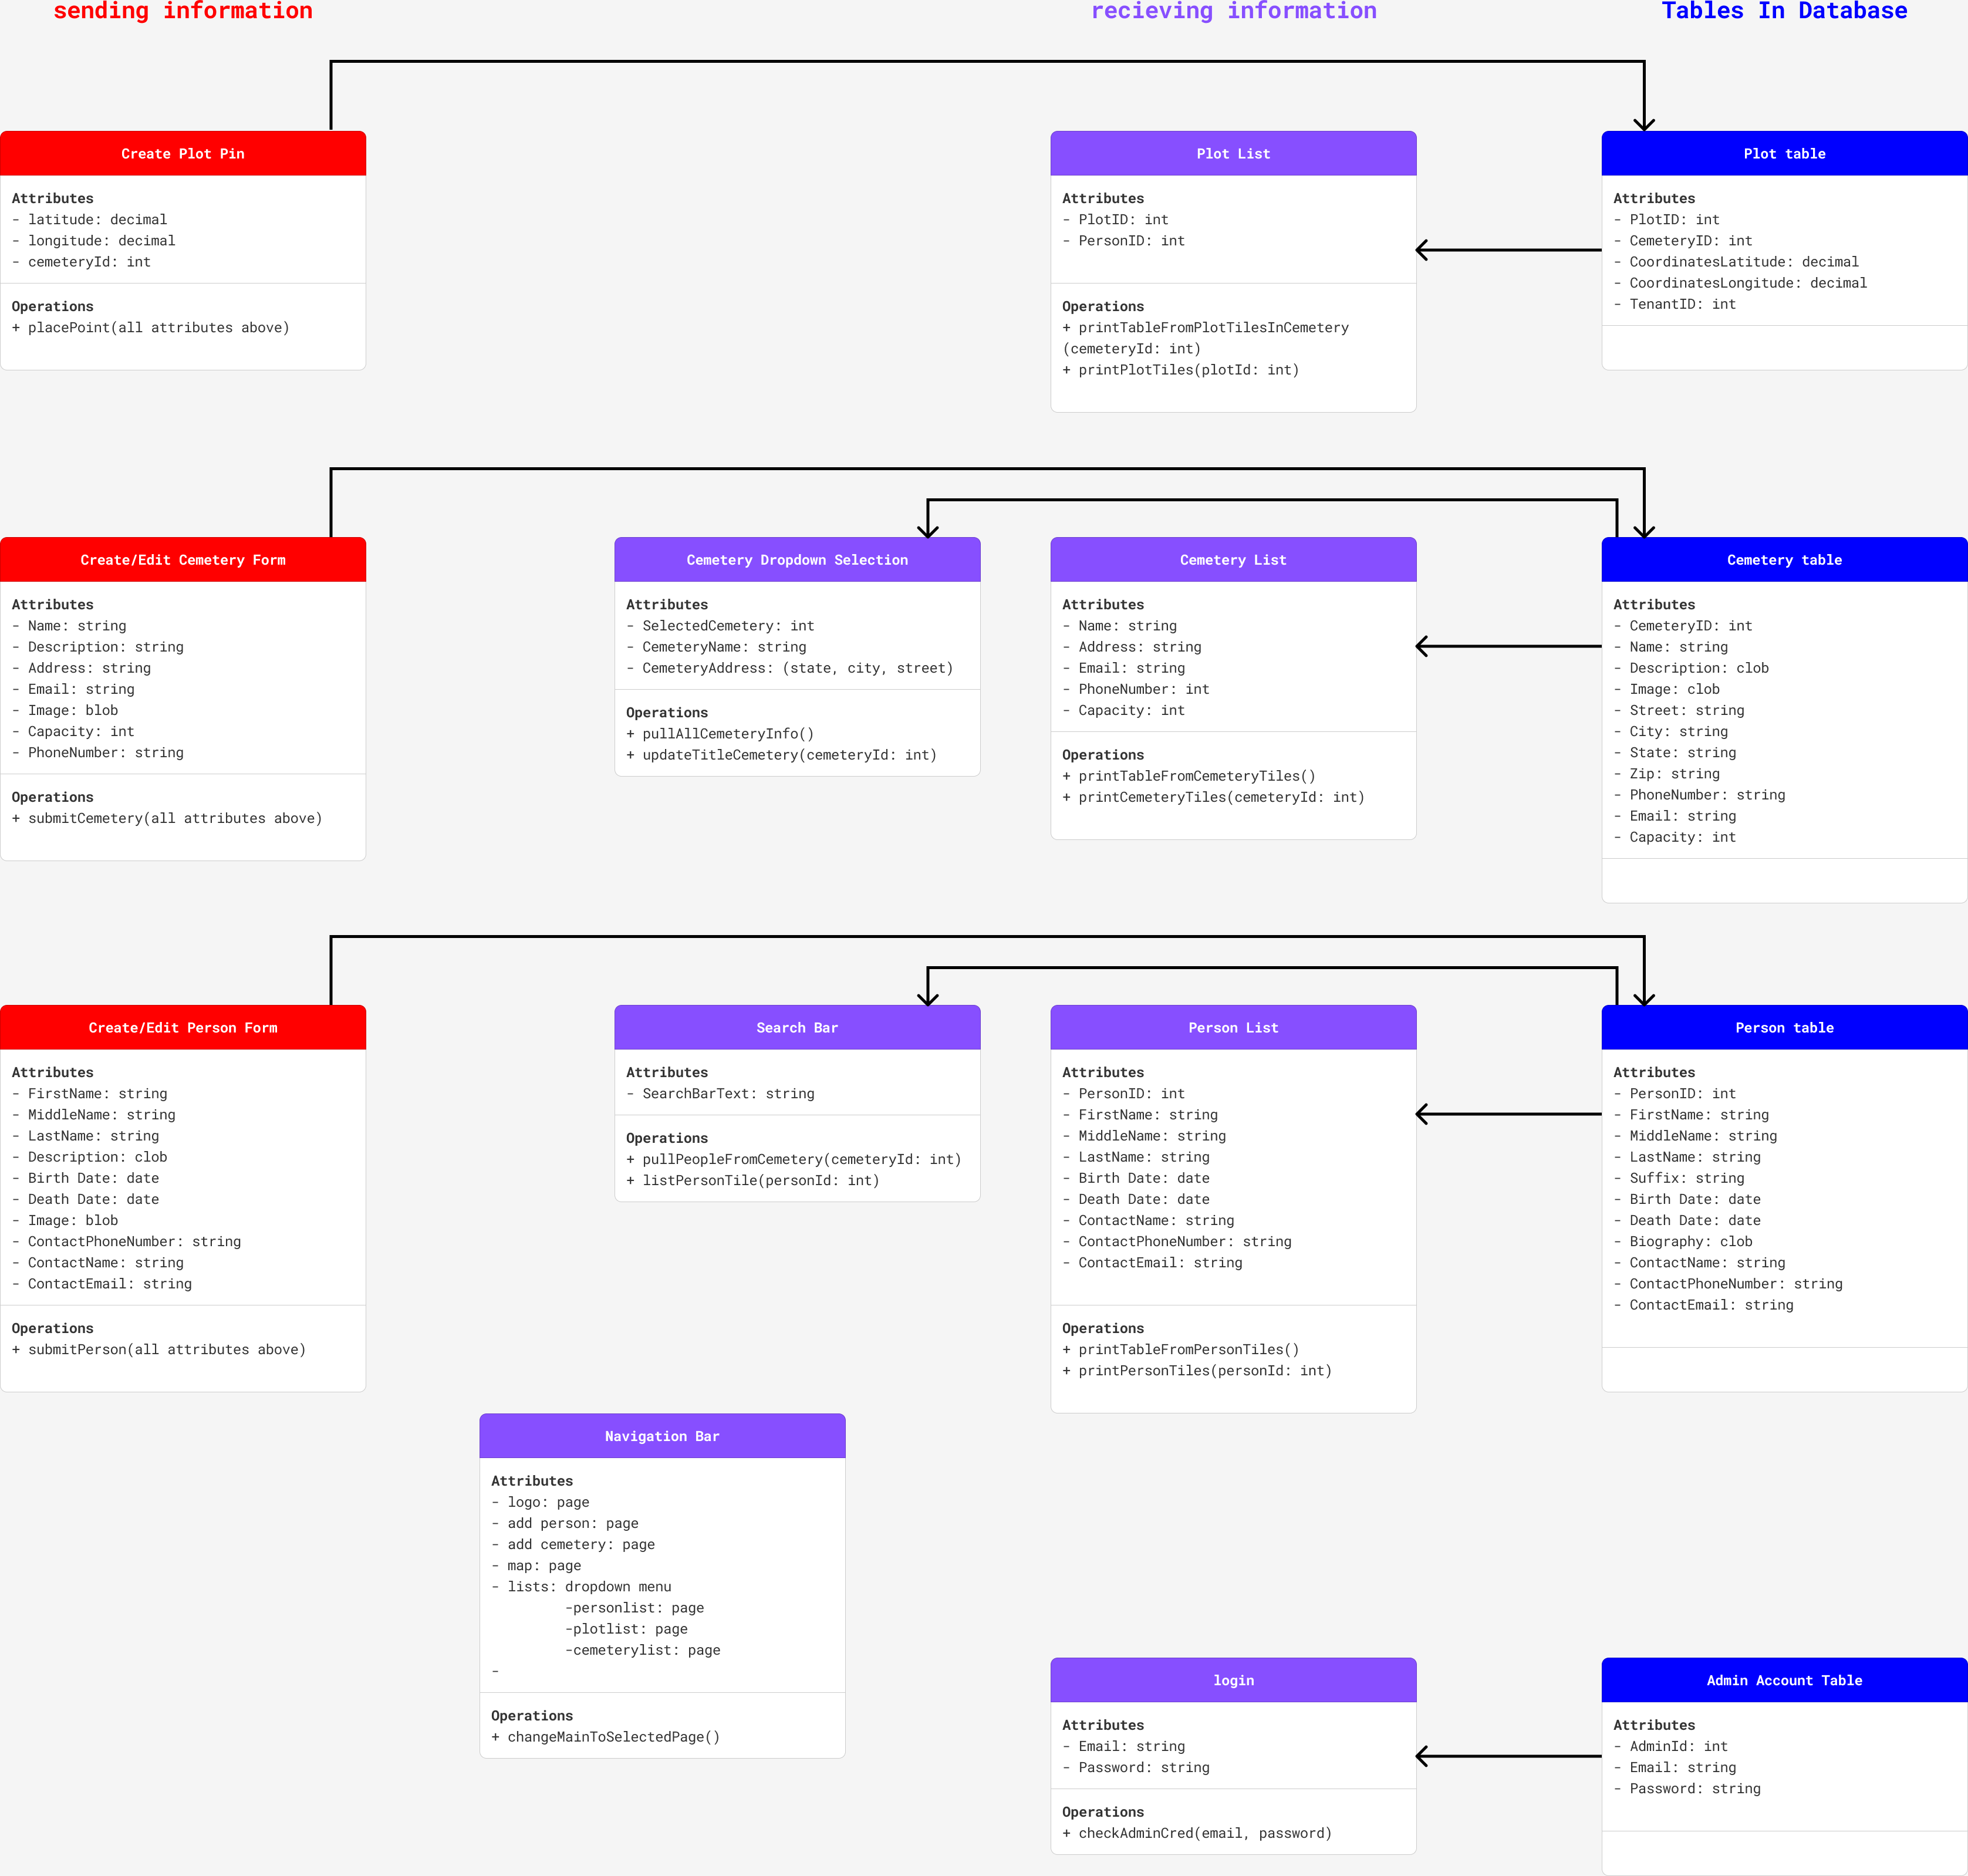 sending information
recieving information
Tables In Database
Create Plot Pin
Attributes
- latitude: decimal
- longitude: decimal
- cemeteryId: int
Operations
+ placePoint(all attributes above)
Plot List
Attributes
- PlotID: int
- PersonID: int
Operations
+ printTableFromPlotTilesInCemetery
(cemeteryId: int)
+ printPlotTiles(plotId: int)
Plot table
Attributes
- PlotID: int
- CemeteryID: int
- CoordinatesLatitude: decimal
- CoordinatesLongitude: decimal
- TenantID: int
Create/Edit Cemetery Form
Attributes
- Name: string
- Description: string
- Address: string
- Email: string
- Image: blob
- Capacity: int
- PhoneNumber: string
Operations
+ submitCemetery(all attributes above)
Cemetery Dropdown Selection
Attributes
- SelectedCemetery: int
- CemeteryName: string
- CemeteryAddress: (state, city, street)
Operations
+ pullAllCemeteryInfo()
+ updateTitleCemetery(cemeteryId: int)
Cemetery List
Attributes
- Name: string
- Address: string
- Email: string
- PhoneNumber: int
- Capacity: int
Operations
+ printTableFromCemeteryTiles()
+ printCemeteryTiles(cemeteryId: int)
Cemetery table
Attributes
- CemeteryID: int
- Name: string
- Description: clob
- Image: clob
- Street: string
- City: string
- State: string
- Zip: string
- PhoneNumber: string
- Email: string
- Capacity: int
Create/Edit Person Form
Attributes
- FirstName: string
- MiddleName: string
- LastName: string
- Description: clob
- Birth Date: date
- Death Date: date
- Image: blob
- ContactPhoneNumber: string
- ContactName: string
- ContactEmail: string
Operations
+ submitPerson(all attributes above)
Search Bar
Attributes
- SearchBarText: string
Operations
+ pullPeopleFromCemetery(cemeteryId: int)
+ listPersonTile(personId: int)
Person List
Attributes
- PersonID: int
- FirstName: string
- MiddleName: string
- LastName: string
- Birth Date: date
- Death Date: date
- ContactName: string
- ContactPhoneNumber: string
- ContactEmail: string
Operations
+ printTableFromPersonTiles()
+ printPersonTiles(personId: int)
Person table
Attributes
- PersonID: int
- FirstName: string
- MiddleName: string
- LastName: string
- Suffix: string
- Birth Date: date
- Death Date: date
- Biography: clob
- ContactName: string
- ContactPhoneNumber: string
- ContactEmail: string
Navigation Bar
Attributes
- logo: page
- add person: page
- add cemetery: page
- map: page
- lists: dropdown menu
-personlist: page
-plotlist: page
-cemeterylist: page
-
Operations
+ changeMainToSelectedPage()
login
Attributes
- Email: string
- Password: string
Operations
+ checkAdminCred(email, password)
Admin Account Table
Attributes
- AdminId: int
- Email: string
- Password: string